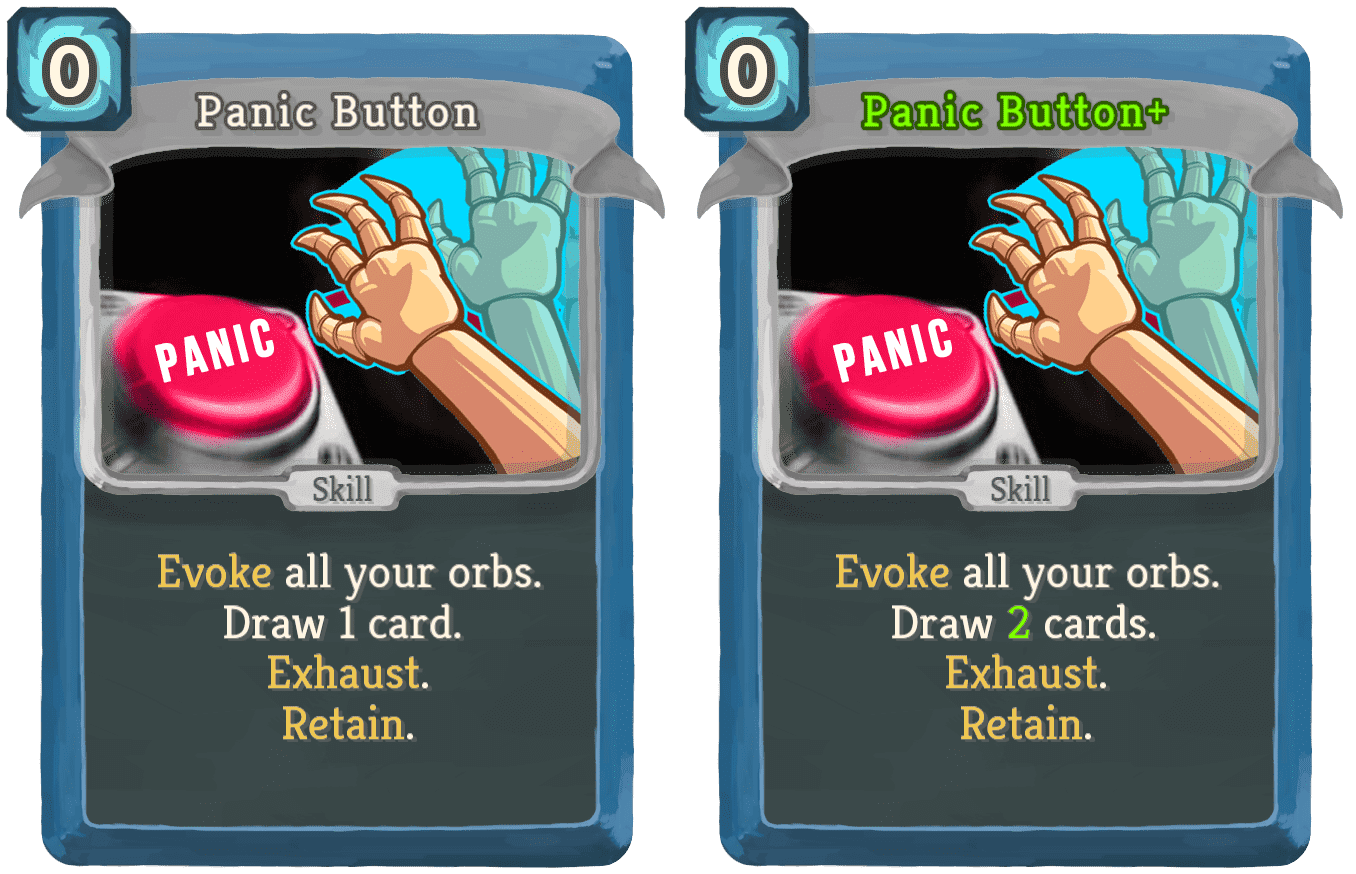 0
Panic Button
PANIC
Skill
Evoke all your orbs.
Draw 1 card.
Exhaust.
Retain.
0
Panic Button+
PANIC
Skill
Evoke all your orbs.
Draw 2 cards.
Exhaust.
Retain.